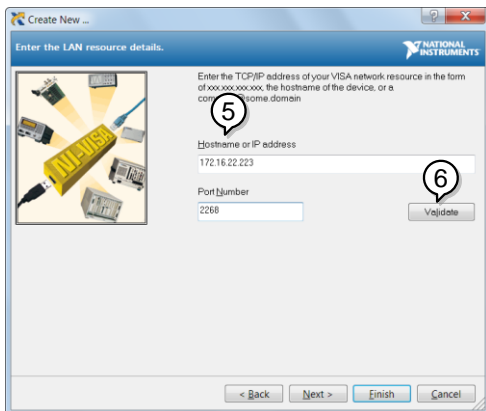 Create New ...
Enter the LAN resource details.
NATIONAL
INSTRUMENTS
NI-VISA
Enter the TCP/IP address of your VISA network resource in the form
of xxx.xxx.xxx.xxx, the hostname of the device, or a
some.domain
5
Hostname or IP address
172.16.22.223
6
Port Number
2268
Validate
< Back
Next >
Finish
Cancel